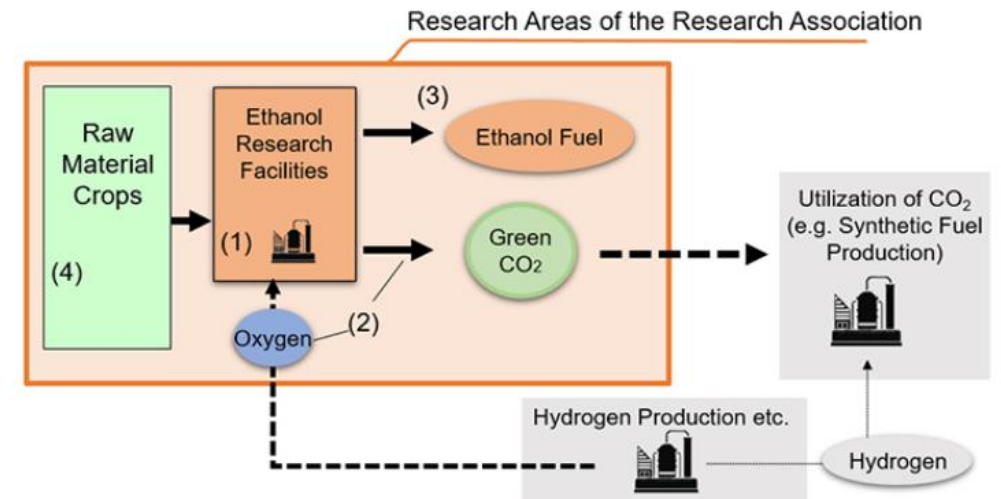 Research Areas of the Research Association
Raw
Material
Crops
(4)
Ethanol
Research
Facilities
(1)
(3)
Ethanol Fuel
Green
CO₂
(2)
Oxygen
Utilization of CO₂
(e.g. Synthetic Fuel
Production)
Hydrogen Production etc.
Hydrogen